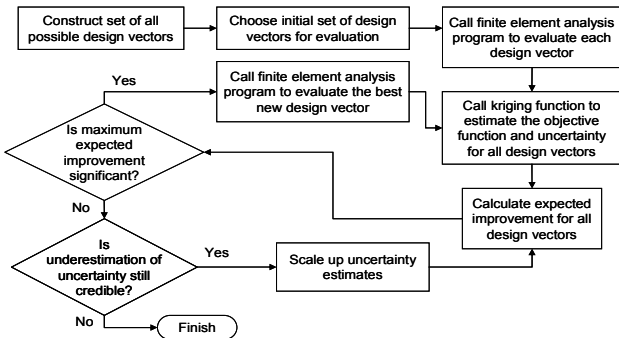 Construct set of all
possible design vectors
Choose initial set of design
vectors for evaluation
Call finite element analysis
program to evaluate each
design vector
Yes
Call finite element analysis
program to evaluate the best
new design vector
Call kriging function to
estimate the objective
function and uncertainty
for all design vectors
Is maximum
expected
improvement
significant?
No
Calculate expected
improvement for all
design vectors
Is
underestimation of
uncertainty still
credible?
Yes
Scale up uncertainty
estimates
No
Finish